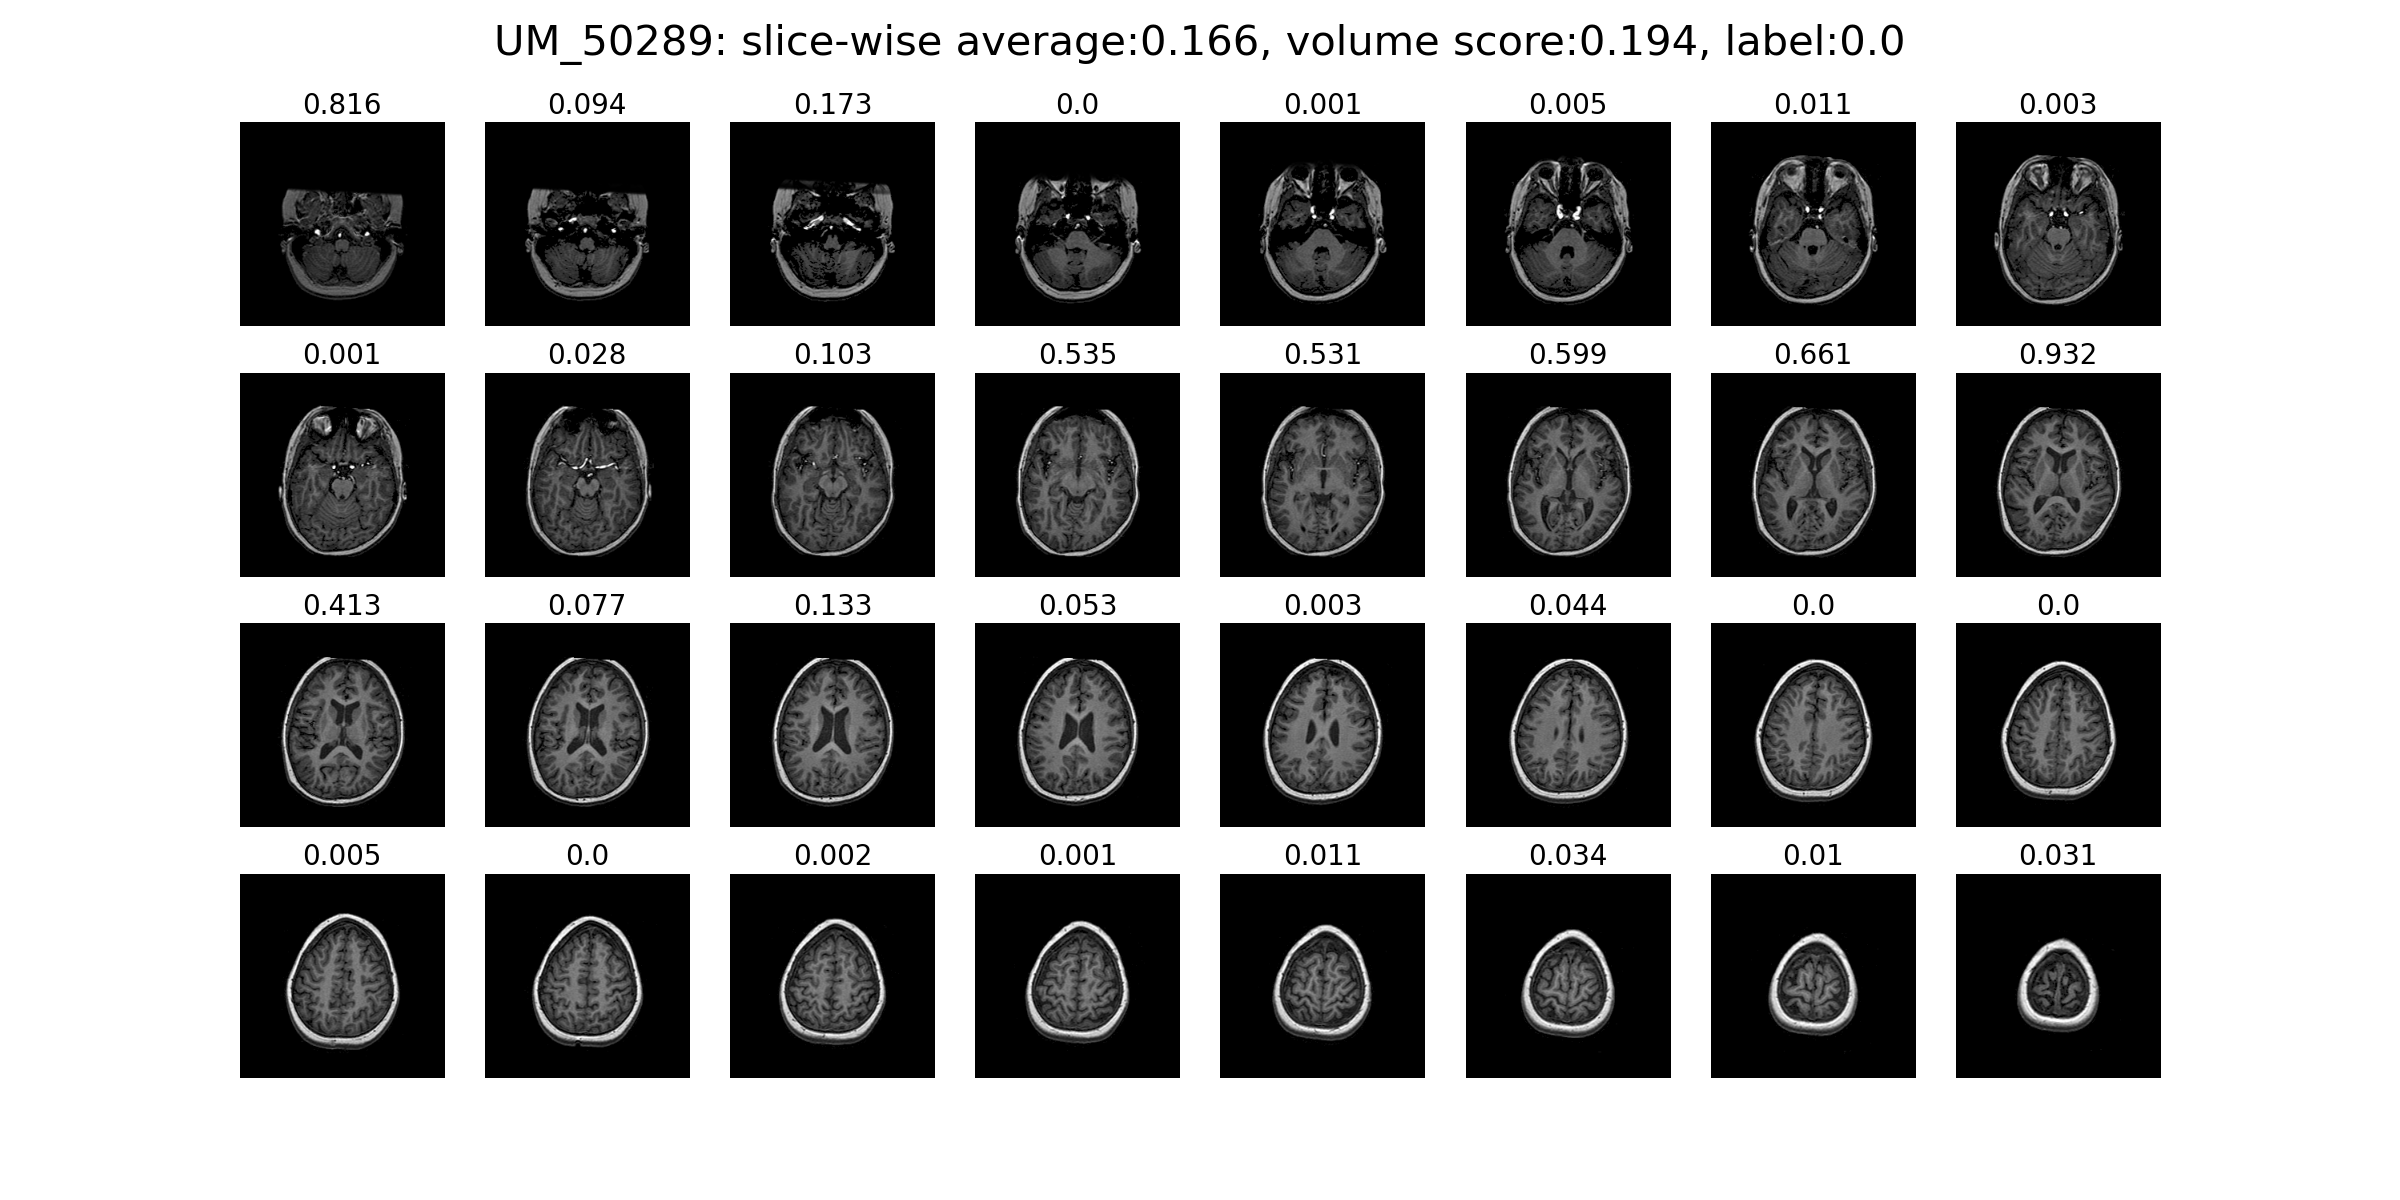 UM_50289: slice-wise average:0.166, volume score:0.194, label:0.0
0.816 0.094 0.173 0.0 0.001 0.005 0.011 0.003
0.001 0.028 0.103 0.535 0.531 0.599 0.661 0.932
0.413 0.077 0.133 0.053 0.003 0.044 0.0 0.0
0.005 0.0 0.002 0.001 0.011 0.034 0.01 0.031